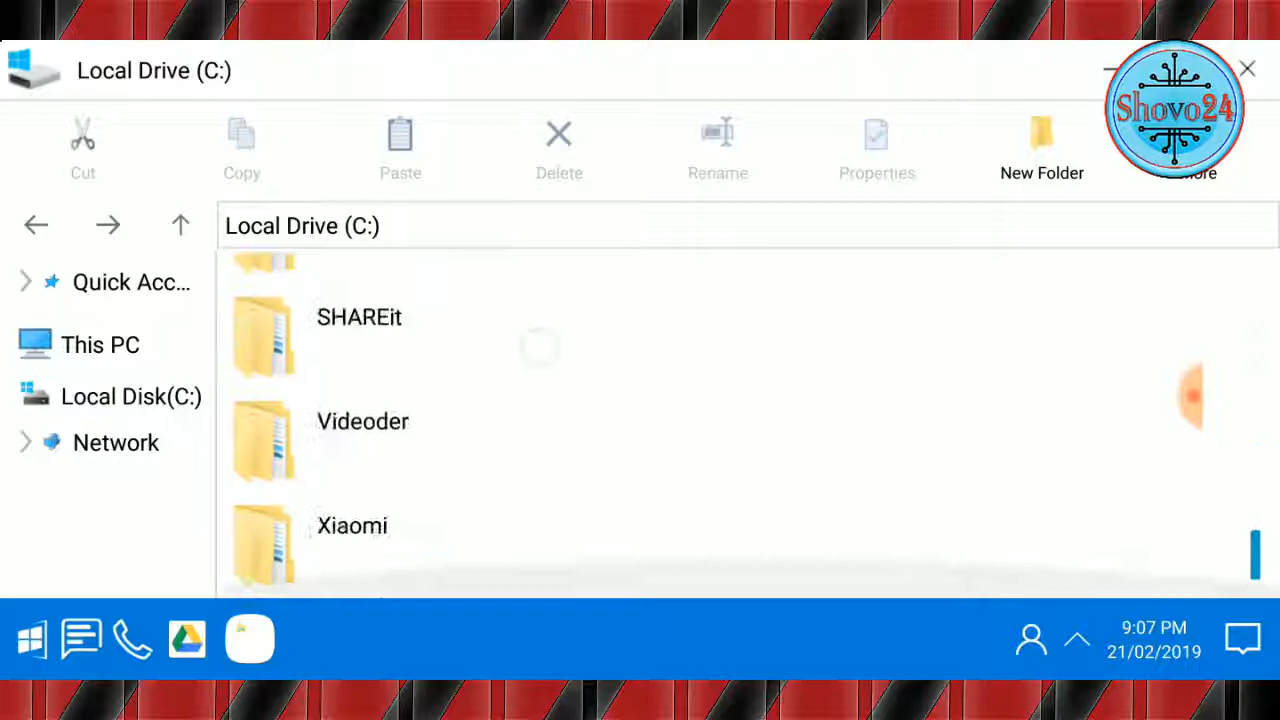 Local Drive (C:)
Shovo24
Cut
Copy
Paste
Delete
Rename
Properties
New Folder
Local Drive (C:)
Quick Acc...
This PC
Local Disk(C:)
Network
SHAREit
Videoder
Xiaomi
9:07 PM
21/02/2019